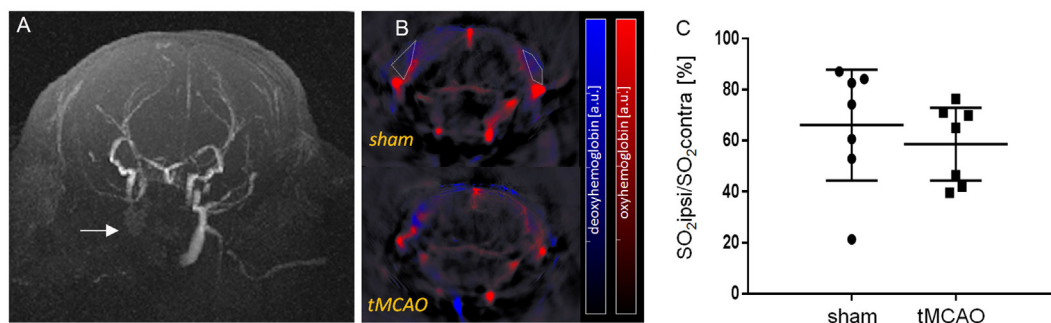 A
B
sham
tMCAO
deoxyhemoglobin [a.u.]
oxyhemoglobin [a.u.]
C
SO₂ipsi/SO₂contra [%]
100
80
60
40
20
0
sham
tMCAO